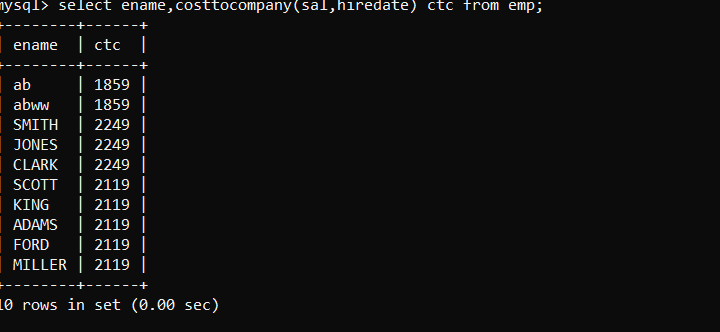 mysql> select ename,costtocompany(sal,hiredate) ctc from emp;
+--------+------+
| ename  | ctc  |
+--------+------+
| ab     | 1859 |
| abww   | 1859 |
| SMITH  | 2249 |
| JONES  | 2249 |
| CLARK  | 2249 |
| SCOTT  | 2119 |
| KING   | 2119 |
| ADAMS  | 2119 |
| FORD   | 2119 |
| MILLER | 2119 |
+--------+------+
10 rows in set (0.00 sec)